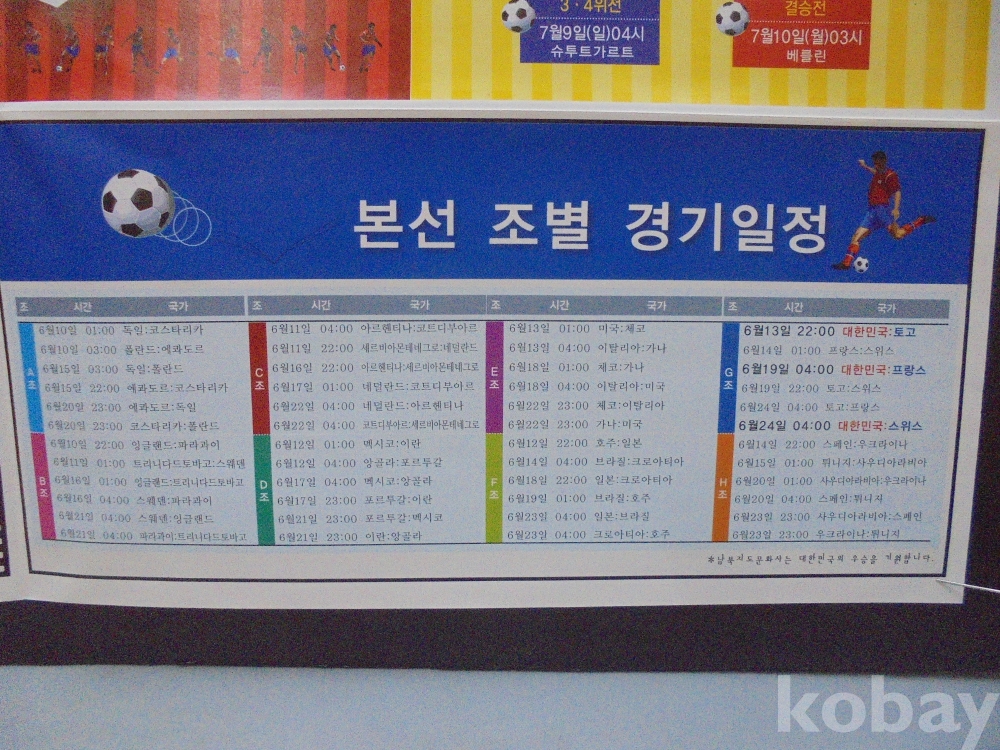 3·4위전
7월9일(일)04시
슈투트가르트
결승전
7월10일(월)03시
베를린
본선 조별 경기일정
조 시간 국가
A조
6월10일 01:00 독일:코스타리카
6월10일 03:00 폴란드:에콰도르
6월15일 03:00 독일:폴란드
6월15일 22:00 에콰도르:코스타리카
6월20일 23:00 에콰도르:독일
6월20일 23:00 코스타리카:폴란드
B조
6월10일 22:00 잉글랜드:파라과이
6월11일 01:00 트리니다드토바고:스웨덴
6월16일 01:00 잉글랜드:트리니다드토바고
6월16일 04:00 스웨덴:파라과이
6월21일 04:00 스웨덴:잉글랜드
6월21일 04:00 파라과이:트리니다드토바고
조 시간 국가
C조
6월11일 04:00 아르헨티나:코트디부아르
6월11일 22:00 세르비아몬테네그로:네덜란드
6월16일 22:00 아르헨티나:세르비아몬테네그로
6월17일 01:00 네덜란드:코트디부아르
6월22일 04:00 네덜란드:아르헨티나
6월22일 04:00 코트디부아르:세르비아몬테네그로
D조
6월12일 01:00 멕시코:이란
6월12일 04:00 앙골라:포르투갈
6월17일 04:00 멕시코:앙골라
6월17일 23:00 포르투갈:이란
6월21일 23:00 포르투갈:멕시코
6월21일 23:00 이란:앙골라
조 시간 국가
E조
6월13일 01:00 미국:체코
6월13일 04:00 이탈리아:가나
6월18일 01:00 체코:가나
6월18일 04:00 이탈리아:미국
6월22일 23:00 체코:이탈리아
6월22일 23:00 가나:미국
F조
6월12일 22:00 호주:일본
6월14일 04:00 브라질:크로아티아
6월18일 22:00 일본:크로아티아
6월19일 01:00 브라질:호주
6월23일 04:00 일본:브라질
6월23일 04:00 크로아티아:호주
조 시간 국가
G조
6월13일 22:00 대한민국:토고
6월14일 01:00 프랑스:스위스
6월19일 04:00 대한민국:프랑스
6월19일 22:00 토고:스위스
6월24일 04:00 토고:프랑스
6월24일 04:00 대한민국:스위스
H조
6월14일 22:00 스페인:우크라이나
6월15일 01:00 튀니지:사우디아라비아
6월20일 01:00 사우디아라비아:우크라이나
6월20일 04:00 스페인:튀니지
6월23일 23:00 사우디아라비아:스페인
6월23일 23:00 우크라이나:튀니지
※남북지도문화사는 대한민국의 우승을 기원합니다.
kobay